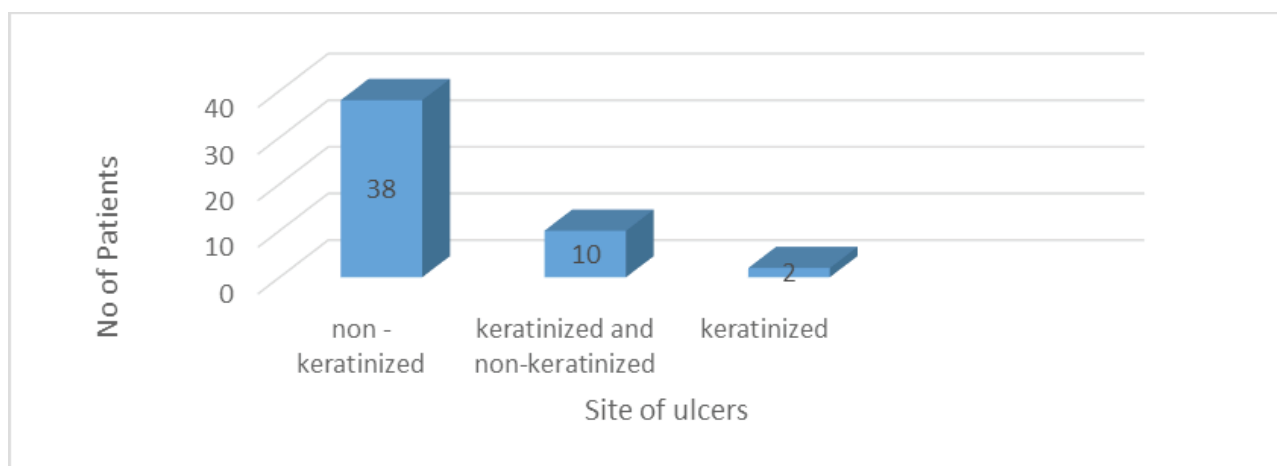 No of Patients
40
30
20
10
0
38
10
2
non -
keratinized
keratinized and
non-keratinized
keratinized
Site of ulcers